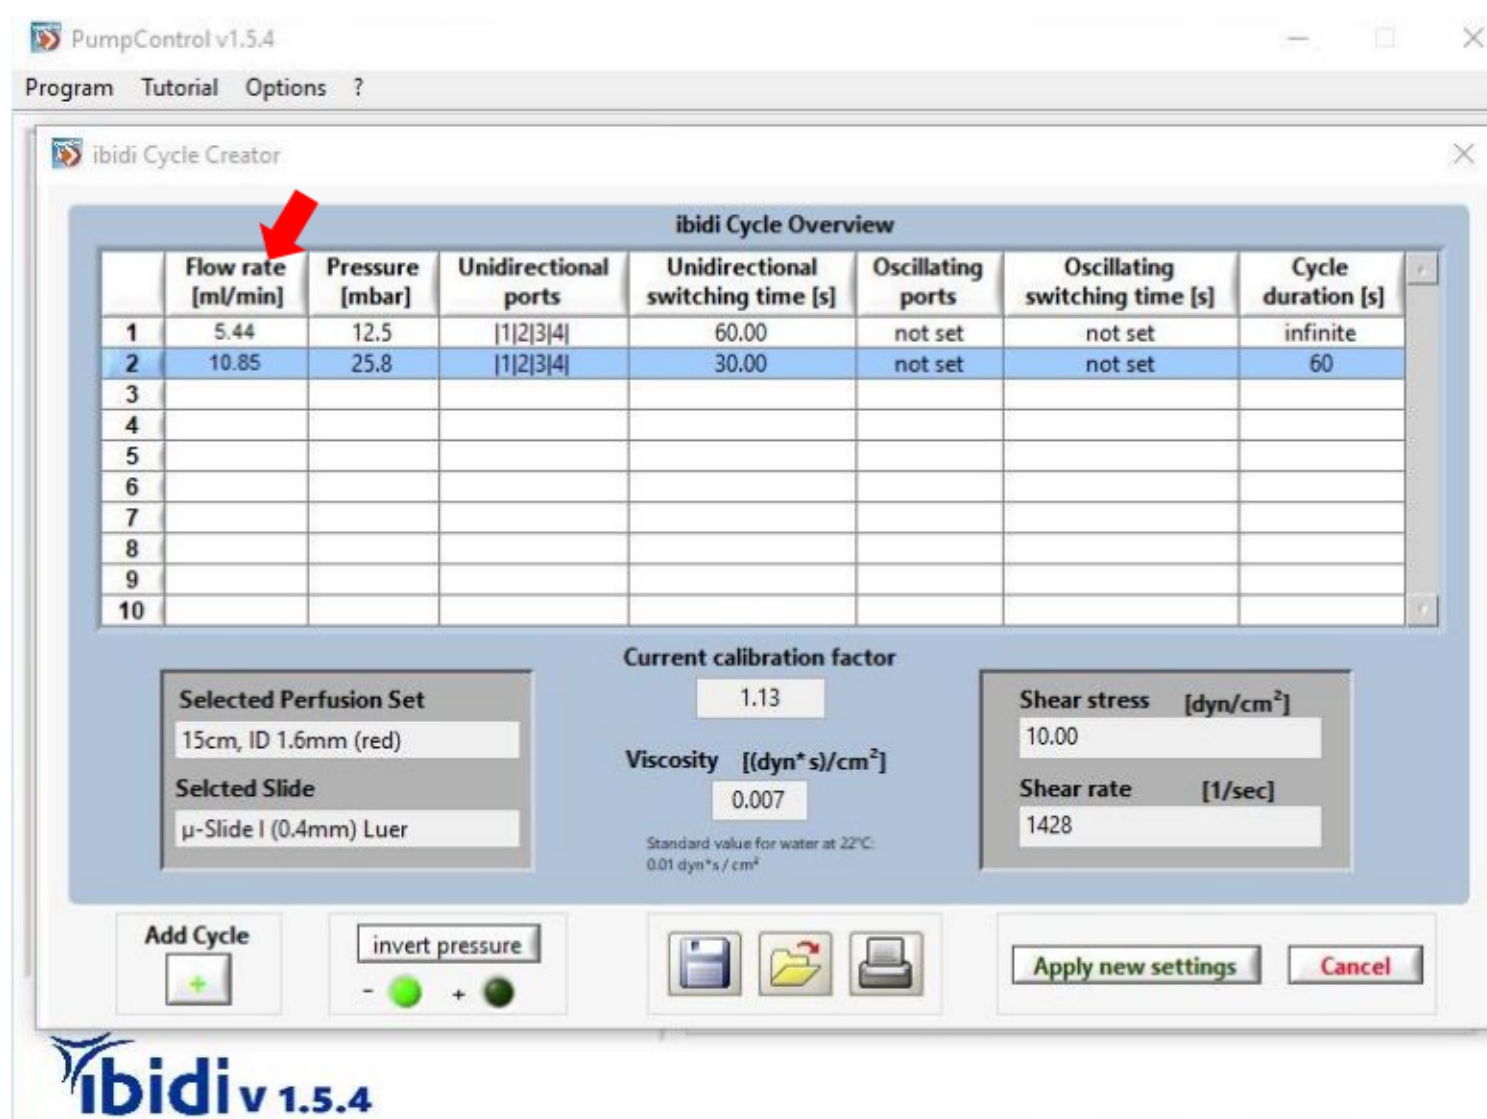 PumpControl v1.5.4
Program Tutorial Options ?
ibidi Cycle Creator
ibidi Cycle Overview
Flow rate [ml/min] Pressure [mbar] Unidirectional ports Unidirectional switching time [s] Oscillating ports Oscillating switching time [s] Cycle duration [s]
1 5.44 12.5 |1|2|3|4| 60.00 not set not set infinite
2 10.85 25.8 |1|2|3|4| 30.00 not set not set 60
3
4
5
6
7
8
9
10
Current calibration factor
1.13
Selected Perfusion Set
15cm, ID 1.6mm (red)
Selcted Slide
µ-Slide I (0.4mm) Luer
Viscosity [(dyn*s)/cm²]
0.007
Standard value for water at 22°C:
0.01 dyn*s / cm²
Shear stress [dyn/cm²]
10.00
Shear rate [1/sec]
1428
Add Cycle
+
invert pressure
- +
Apply new settings
Cancel
ibidi v 1.5.4